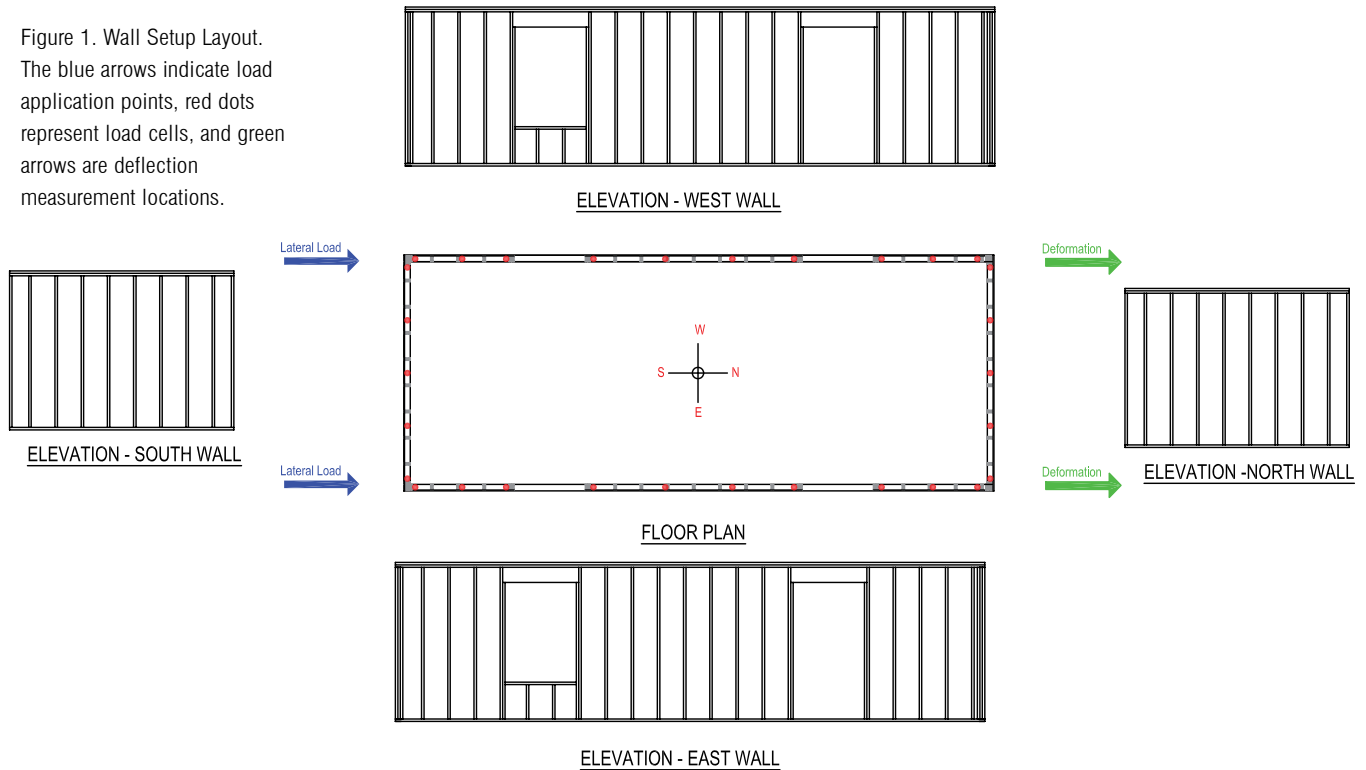 Figure 1. Wall Setup Layout.
The blue arrows indicate load
application points, red dots
represent load cells, and green
arrows are deflection
measurement locations.
ELEVATION - WEST WALL
Lateral Load
Deformation
W
S
N
E
ELEVATION - SOUTH WALL
ELEVATION -NORTH WALL
Lateral Load
Deformation
FLOOR PLAN
ELEVATION - EAST WALL